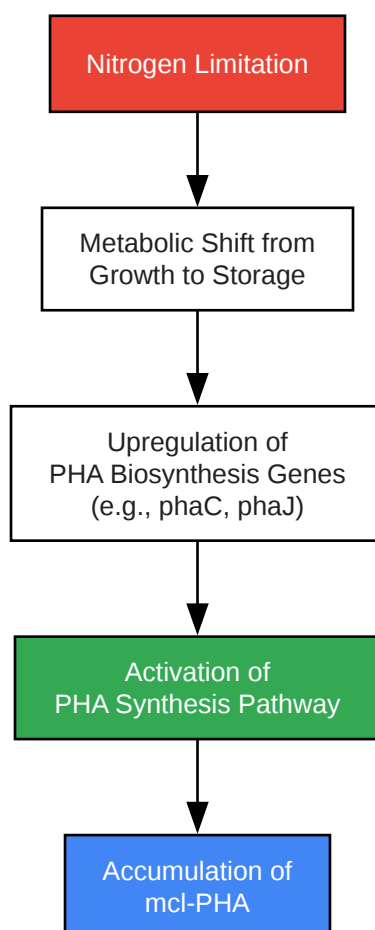 Nitrogen Limitation
Metabolic Shift from
Growth to Storage
Upregulation of
PHA Biosynthesis Genes
(e.g., phaC, phaJ)
Activation of
PHA Synthesis Pathway
Accumulation of
mcl-PHA